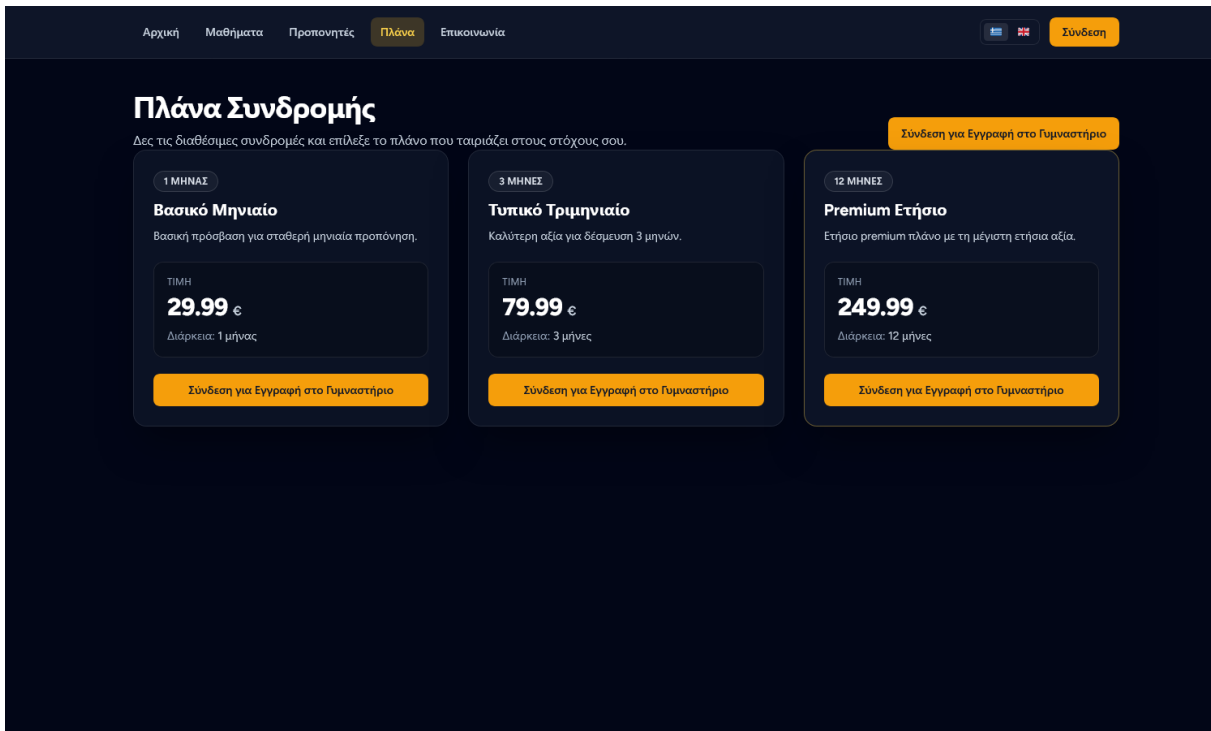 Αρχική Μαθήματα Προπονητές Πλάνα Επικοινωνία Σύνδεση
Πλάνα Συνδρομής
Δες τις διαθέσιμες συνδρομές και επίλεξε το πλάνο που ταιριάζει στους στόχους σου.
Σύνδεση για Εγγραφή στο Γυμναστήριο
1 ΜΗΝΑΣ
Βασικό Μηνιαίο
Βασική πρόσβαση για σταθερή μηνιαία προπόνηση.
ΤΙΜΗ
29.99 €
Διάρκεια: 1 μήνας
Σύνδεση για Εγγραφή στο Γυμναστήριο
3 ΜΗΝΕΣ
Τυπικό Τριμηνιαίο
Καλύτερη αξία για δέσμευση 3 μηνών.
ΤΙΜΗ
79.99 €
Διάρκεια: 3 μήνες
Σύνδεση για Εγγραφή στο Γυμναστήριο
12 ΜΗΝΕΣ
Premium Ετήσιο
Ετήσιο premium πλάνο με τη μέγιστη ετήσια αξία.
ΤΙΜΗ
249.99 €
Διάρκεια: 12 μήνες
Σύνδεση για Εγγραφή στο Γυμναστήριο